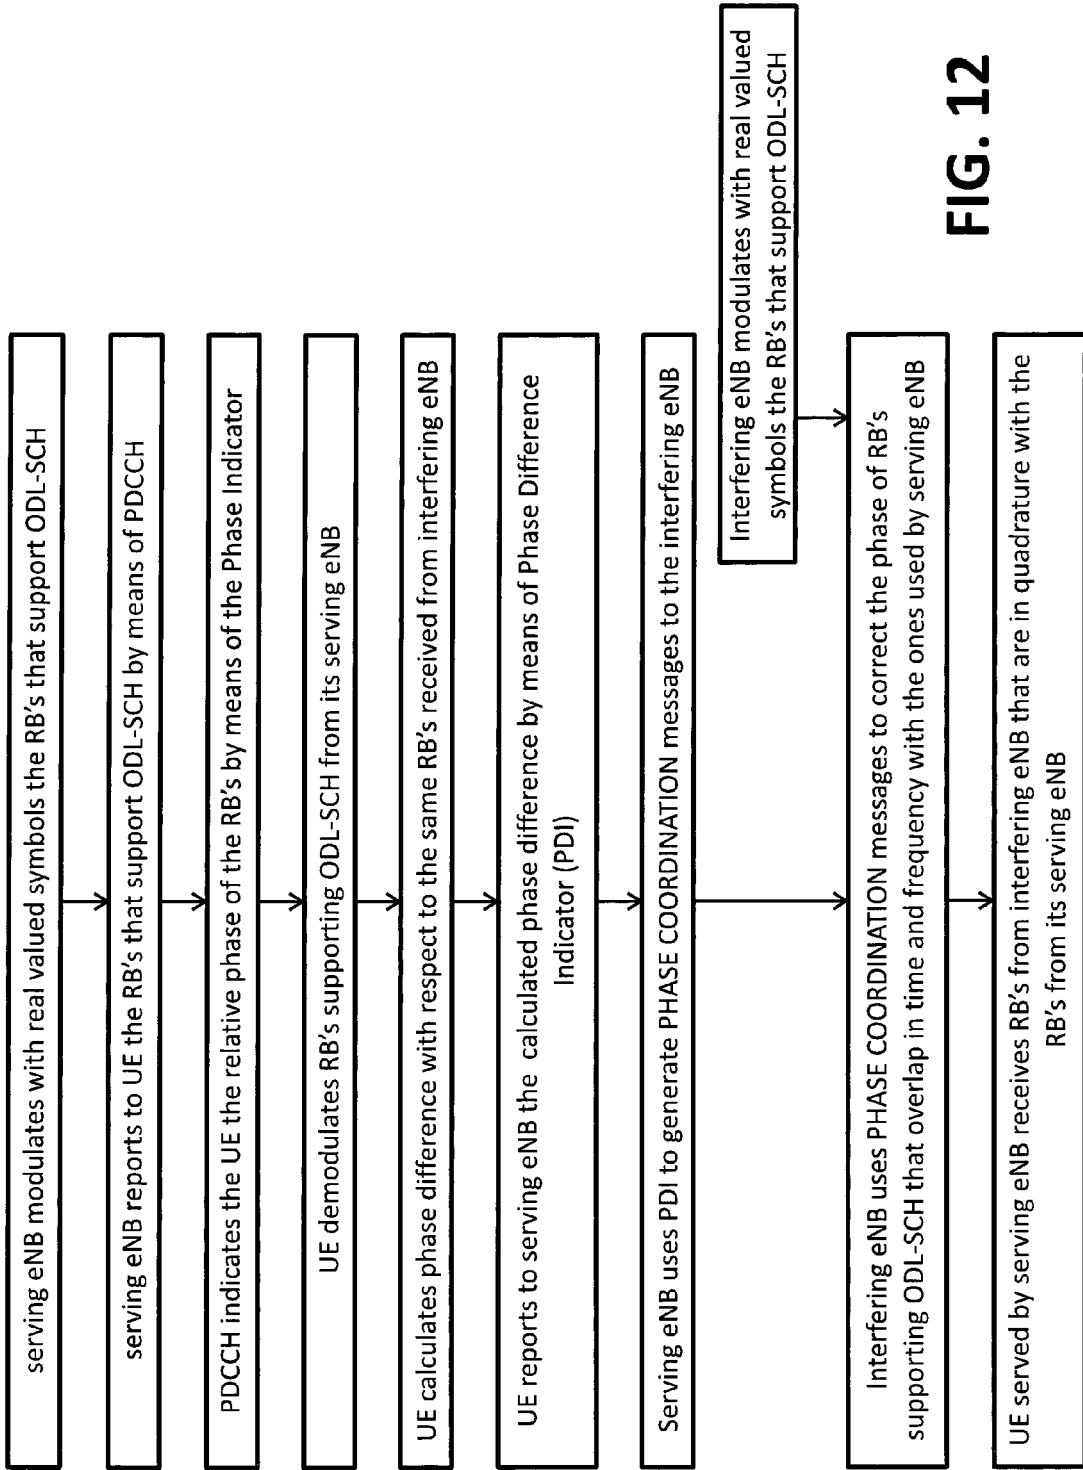 serving eNB modulates with real valued symbols the RB's that support ODL-SCH
serving eNB reports to UE the RB's that support ODL-SCH by means of PDCCH
PDCCH indicates the UE the relative phase of the RB's by means of the Phase Indicator
UE demodulates RB's supporting ODL-SCH from its serving eNB
UE calculates phase difference with respect to the same RB's received from interfering eNB
UE reports to serving eNB the calculated phase difference by means of Phase Difference
Indicator (PDI)
Serving eNB uses PDI to generate PHASE COORDINATION messages to the interfering eNB
Interfering eNB modulates with real valued
symbols the RB's that support ODL-SCH
Interfering eNB uses PHASE COORDINATION messages to correct the phase of RB's
supporting ODL-SCH that overlap in time and frequency with the ones used by serving eNB
UE served by serving eNB receives RB's from interfering eNB that are in quadrature with the
RB's from its serving eNB
FIG. 12